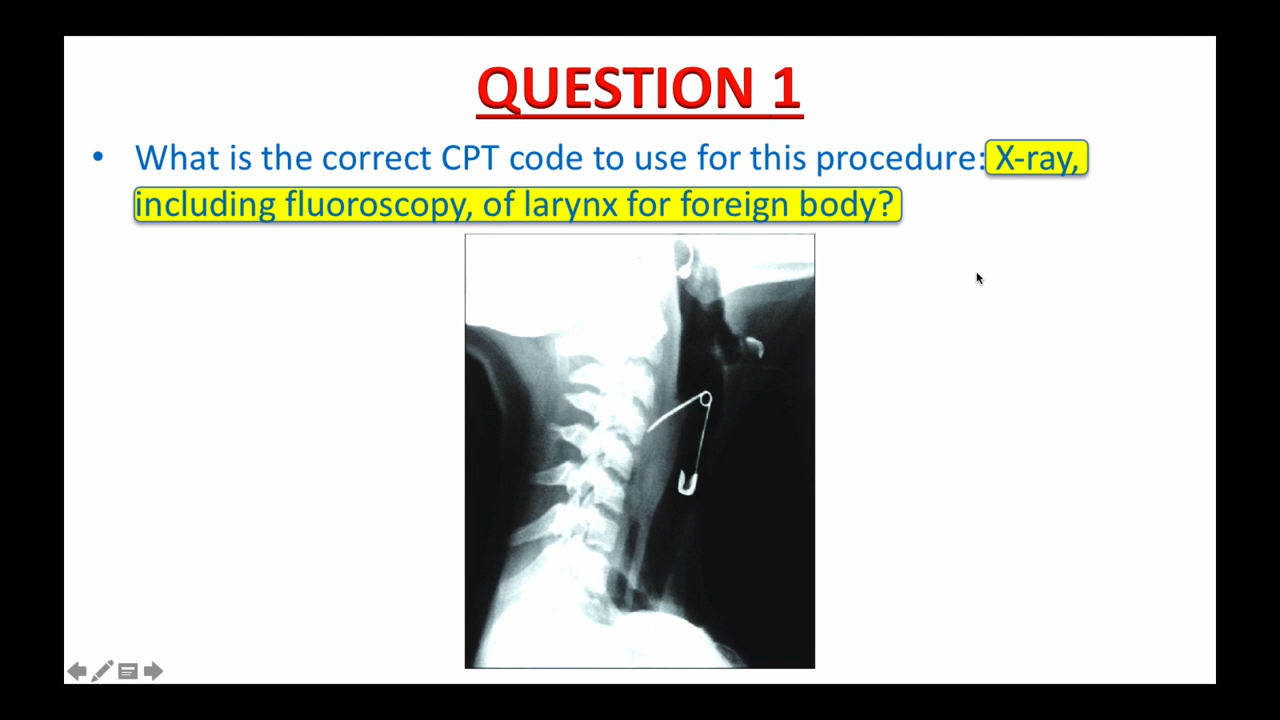 QUESTION 1
• What is the correct CPT code to use for this procedure: X-ray,
including fluoroscopy, of larynx for foreign body?